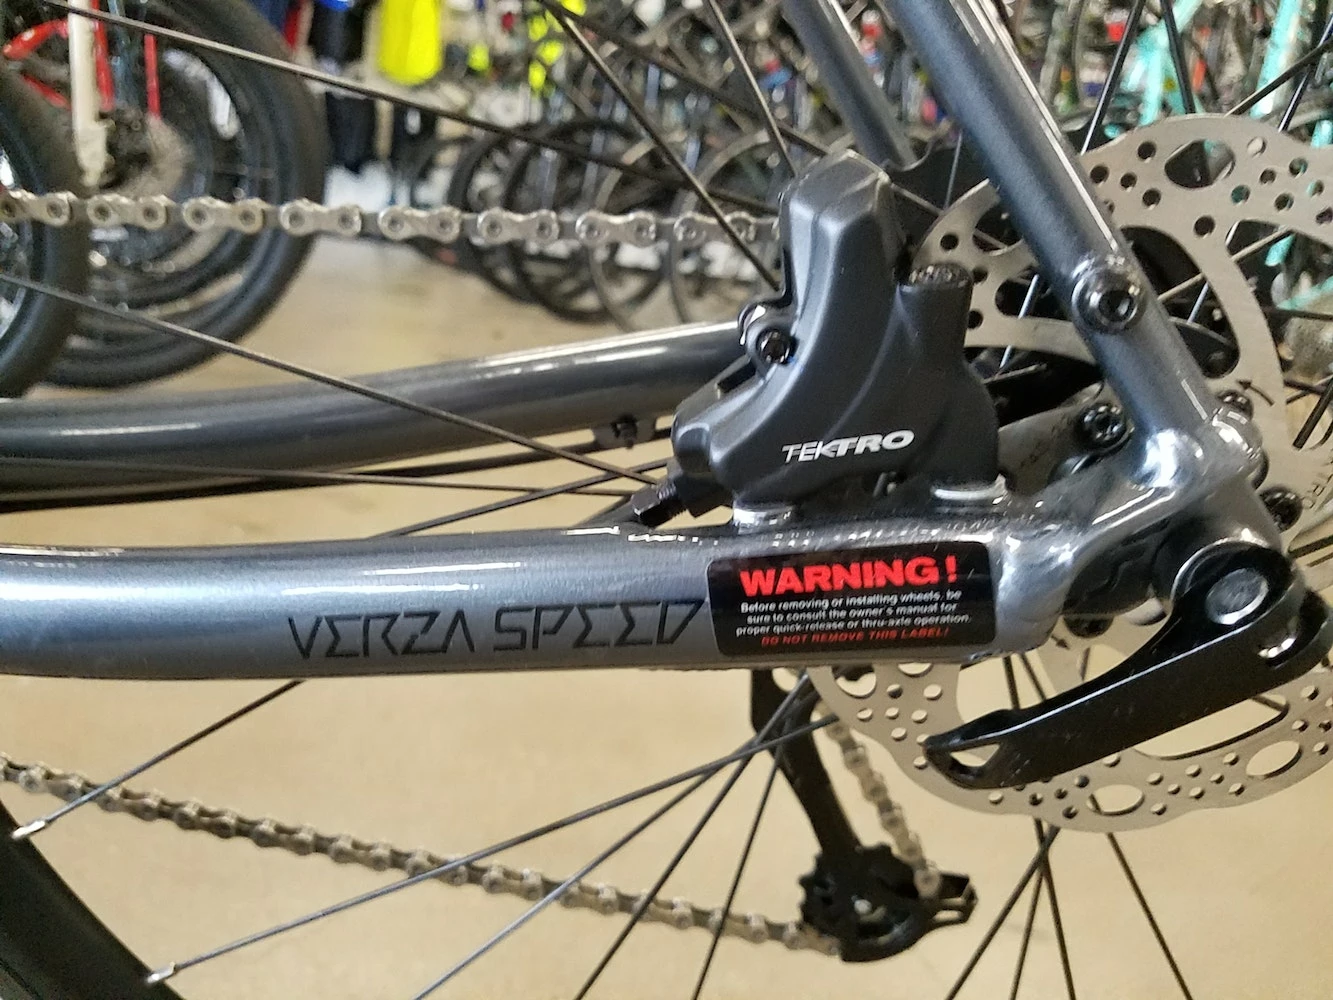 TEKTRO
VERZA SPEED
WARNING!
Before removing or installing wheels, be
sure to consult the owner's manual for
proper quick-release or thru-axle operation.
DO NOT REMOVE THIS LABEL!